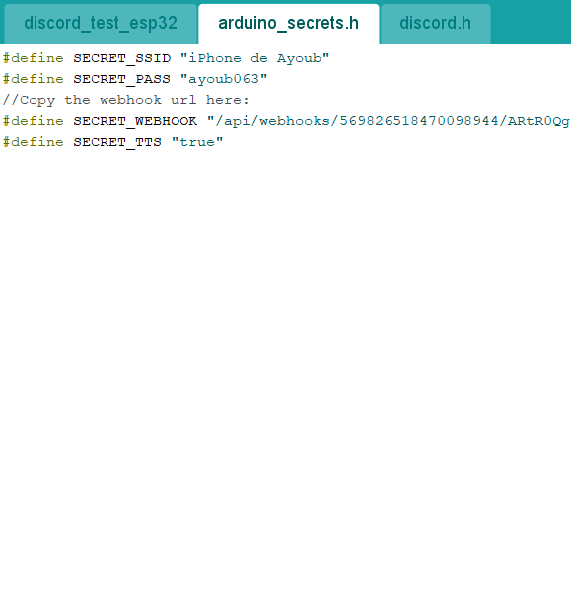 discord_test_esp32 arduino_secrets.h discord.h
#define SECRET_SSID "iPhone de Ayoub"
#define SECRET_PASS "ayoub063"
//Copy the webhook url here:
#define SECRET_WEBHOOK "/api/webhooks/569826518470098944/ARtR0Qg
#define SECRET_TTS "true"